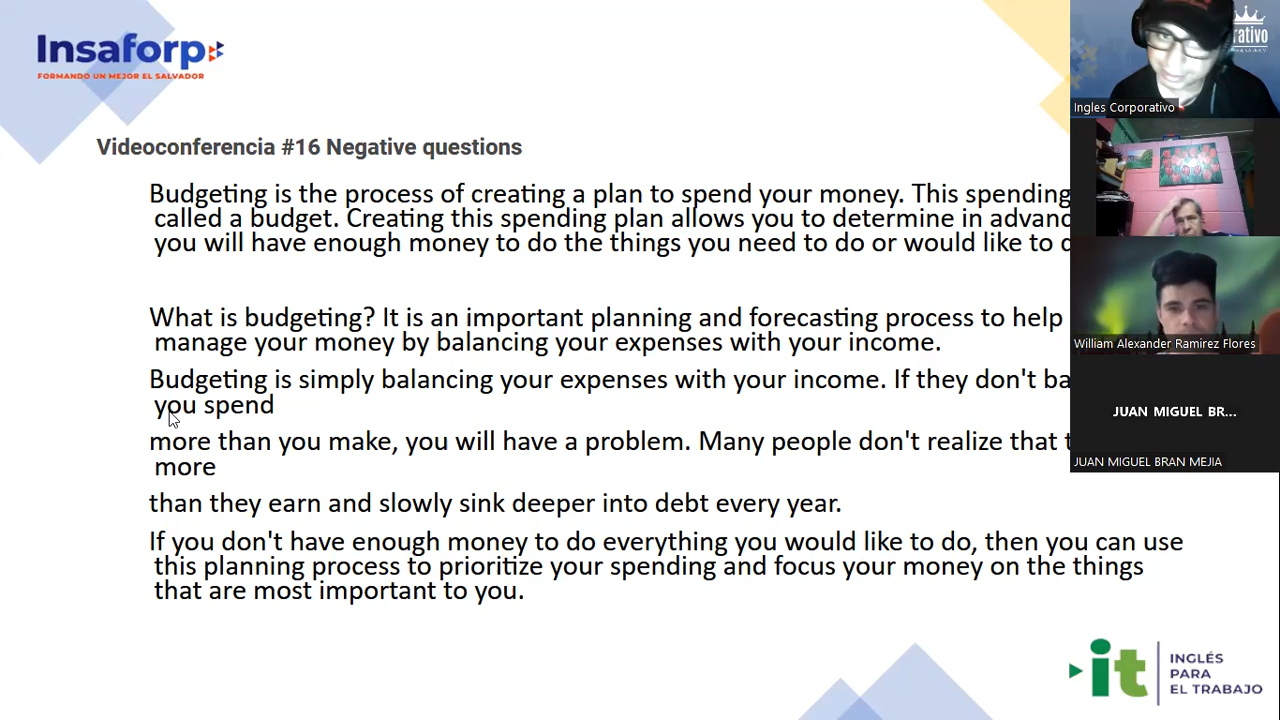 Insaforp
FORMANDO UN MEJOR EL SALVADOR
Videoconferencia #16 Negative questions
Budgeting is the process of creating a plan to spend your money. This spending
called a budget. Creating this spending plan allows you to determine in advanc
you will have enough money to do the things you need to do or would like to d
What is budgeting? It is an important planning and forecasting process to help
manage your money by balancing your expenses with your income.
Budgeting is simply balancing your expenses with your income. If they don't ba
you spend
more than you make, you will have a problem. Many people don't realize that t
more
than they earn and slowly sink deeper into debt every year.
If you don't have enough money to do everything you would like to do, then you can use
this planning process to prioritize your spending and focus your money on the things
that are most important to you.
rativo
Ingles Corporativo
William Alexander Ramirez Flores
JUAN MIGUEL BR...
JUAN MIGUEL BRAN MEJIA
it
INGLÉS
PARA
EL TRABAJO